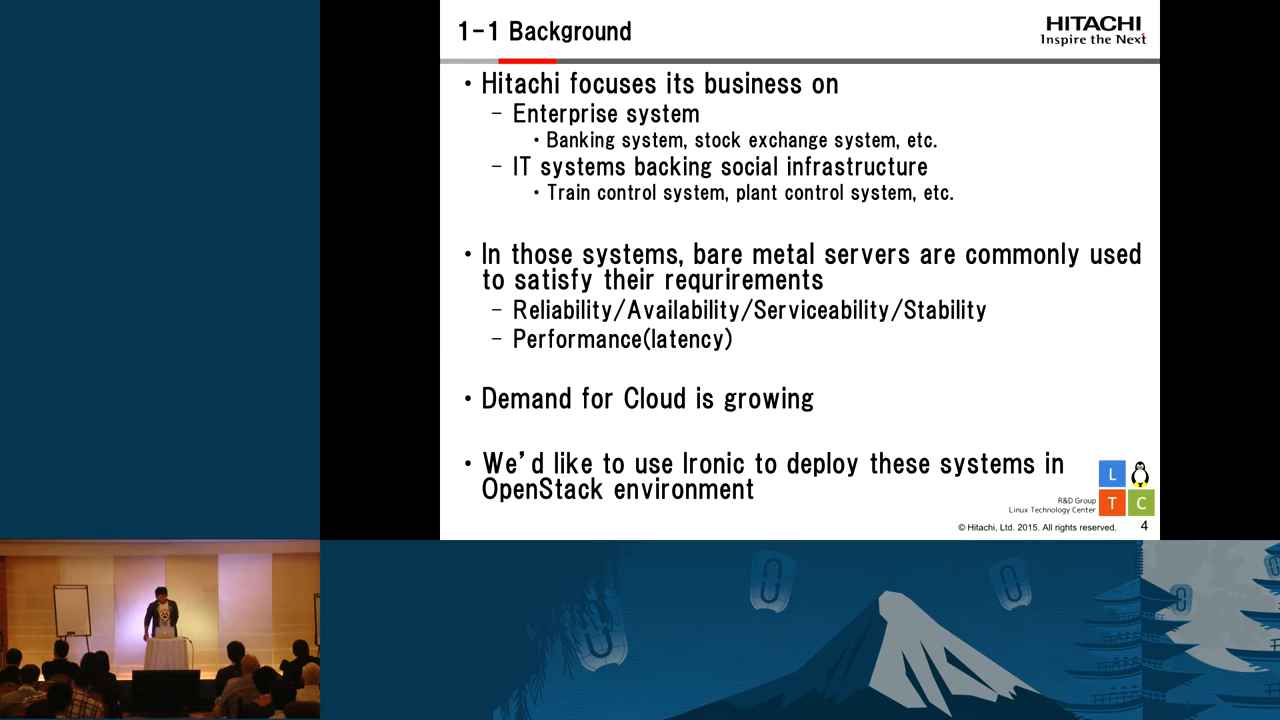 1-1 Background
HITACHI
Inspire the Next
・Hitachi focuses its business on
– Enterprise system
・Banking system, stock exchange system, etc.
– IT systems backing social infrastructure
・Train control system, plant control system, etc.
・In those systems, bare metal servers are commonly used
to satisfy their requrirements
– Reliability/Availability/Serviceability/Stability
– Performance(latency)
・Demand for Cloud is growing
・We’d like to use Ironic to deploy these systems in
OpenStack environment
L
R&D Group
Linux Technology Center
T C
© Hitachi, Ltd. 2015. All rights reserved.
4